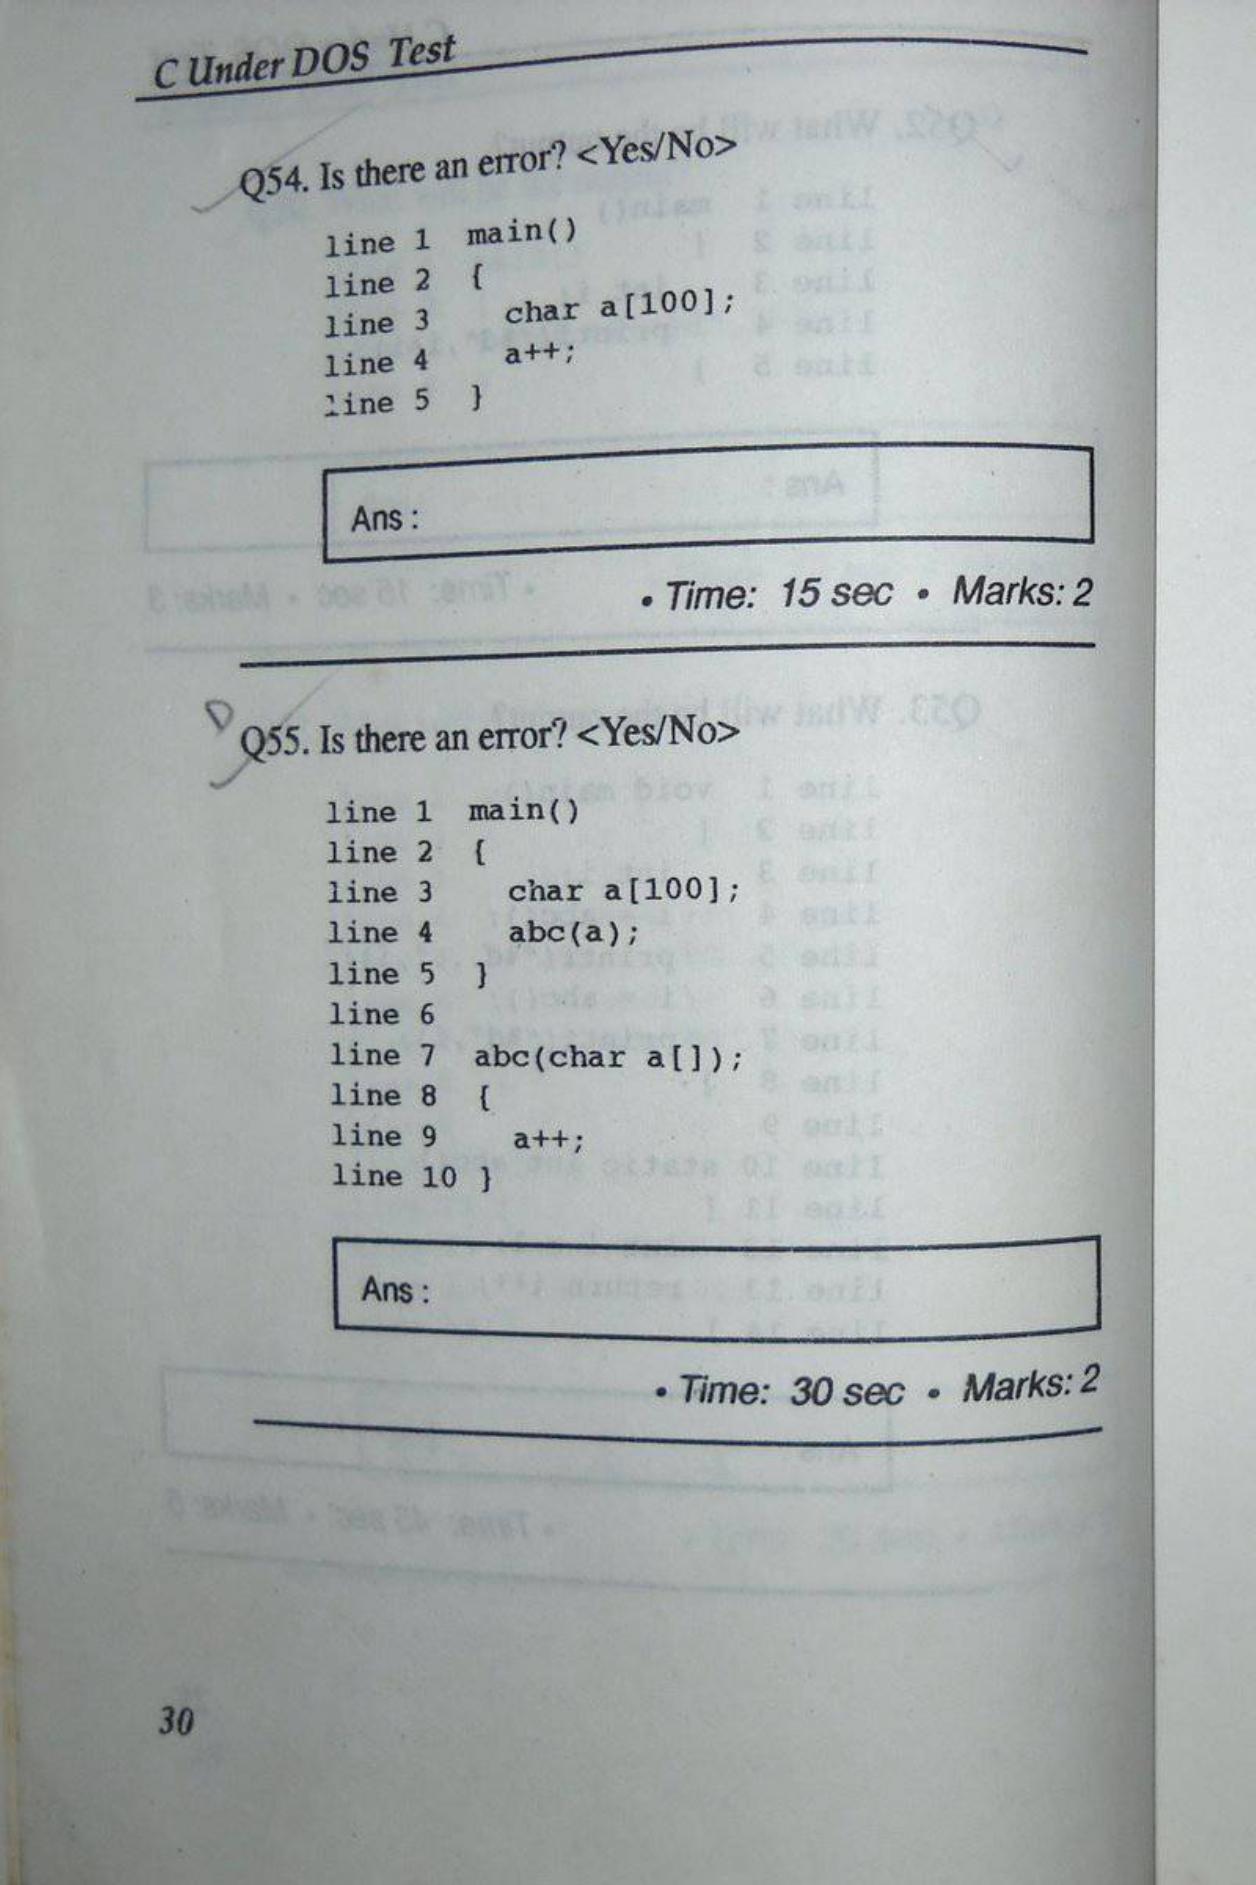 C Under DOS Test
Q54. Is there an error? <Yes/No>
line 1 main()
line 2 {
line 3 char a[100];
line 4 a++;
line 5 }
Ans :
• Time: 15 sec • Marks: 2
Q55. Is there an error? <Yes/No>
line 1 main()
line 2 {
line 3 char a[100];
line 4 abc(a);
line 5 }
line 6
line 7 abc(char a[]);
line 8 {
line 9 a++;
line 10 }
Ans :
• Time: 30 sec • Marks: 2
30